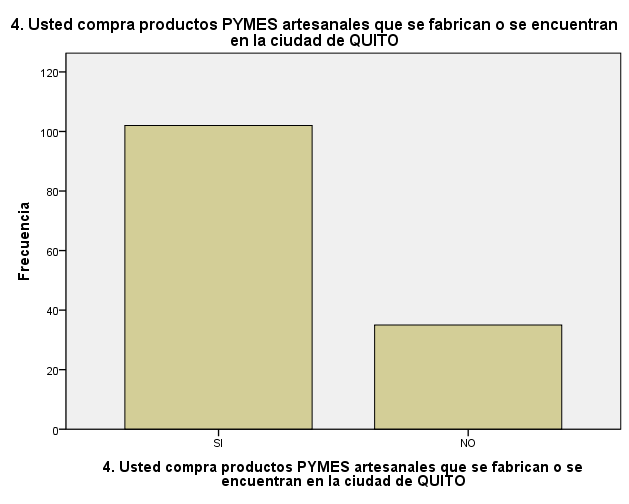 4. Usted compra productos PYMES artesanales que se fabrican o se encuentran
en la ciudad de QUITO
120
100
80
60
40
20
0
Frecuencia
SI
NO
4. Usted compra productos PYMES artesanales que se fabrican o se
encuentran en la ciudad de QUITO